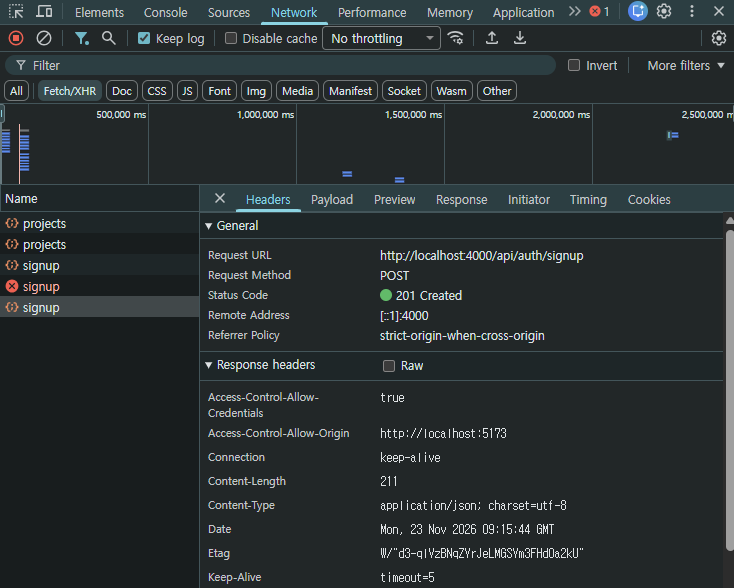 Elements Console Sources Network Performance Memory Application 1
Keep log Disable cache No throttling
Filter Invert More filters
All Fetch/XHR Doc CSS JS Font Img Media Manifest Socket Wasm Other
500,000 ms 1,000,000 ms 1,500,000 ms 2,000,000 ms 2,500,000 m
Name
projects
projects
signup
signup
signup
Headers Payload Preview Response Initiator Timing Cookies
General
Request URL http://localhost:4000/api/auth/signup
Request Method POST
Status Code 201 Created
Remote Address [::1]:4000
Referrer Policy strict-origin-when-cross-origin
Response headers Raw
Access-Control-Allow-Credentials true
Access-Control-Allow-Origin http://localhost:5173
Connection keep-alive
Content-Length 211
Content-Type application/json; charset=utf-8
Date Mon, 23 Nov 2026 09:15:44 GMT
Etag
Keep-Alive timeout=5